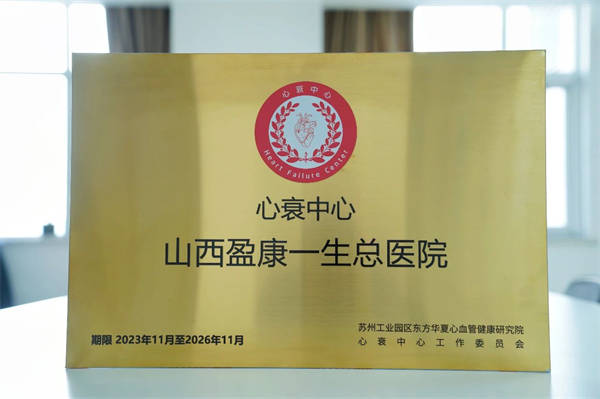 心衰中心
Heart Failure Center
心衰中心
山西盈康一生总医院
期限 2023年11月至2026年11月
苏州工业园区东方华夏心血管健康研究院
心衰中心工作委员会